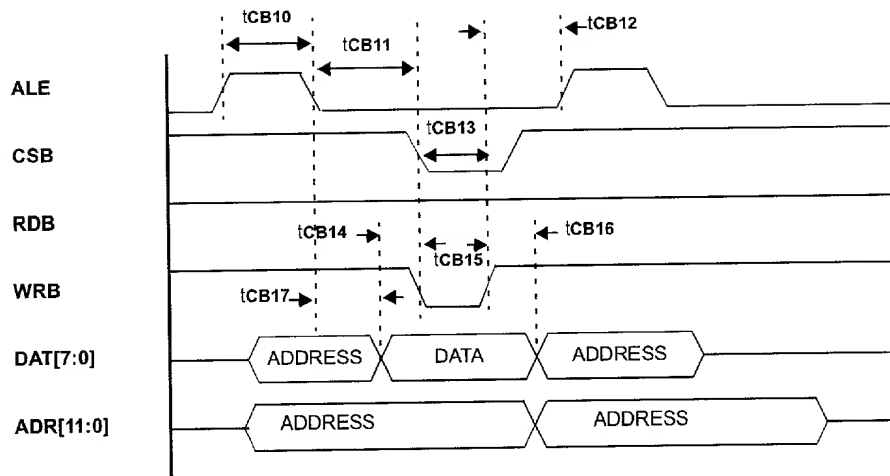 tCB10
tCB11
tCB12
ALE
tCB13
CSB
RDB
tCB14
tCB16
tCB15
WRB
tCB17
DAT[7:0]
ADDRESS
DATA
ADDRESS
ADR[11:0]
ADDRESS
ADDRESS